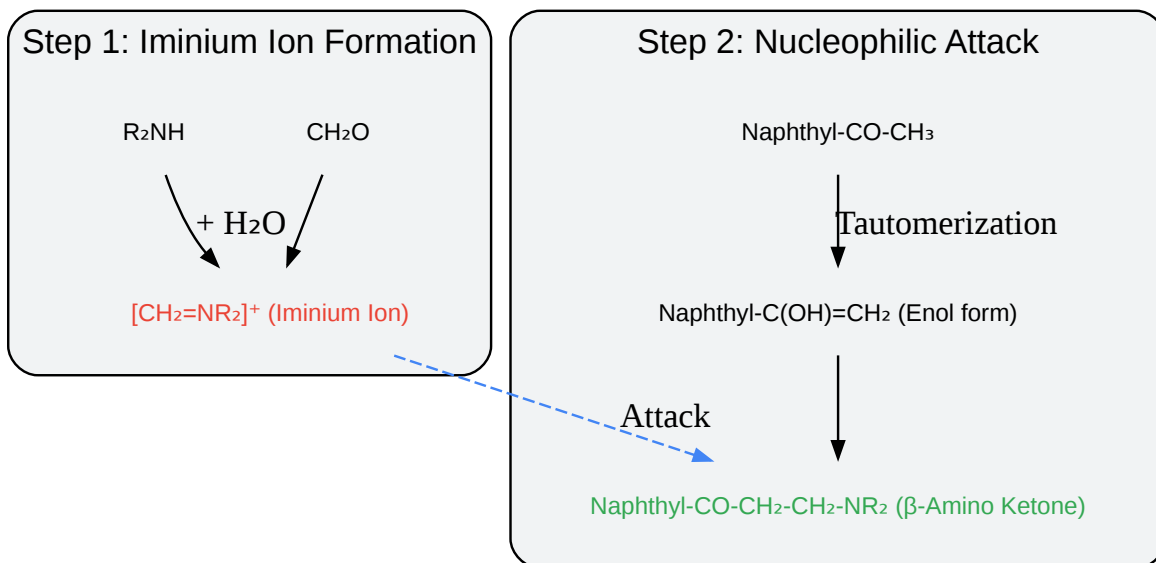 Step 1: Iminium Ion Formation
R₂NH
CH₂O
+ H₂O
[CH₂=NR₂]⁺ (Iminium Ion)
Step 2: Nucleophilic Attack
Naphthyl-CO-CH₃
Tautomerization
Naphthyl-C(OH)=CH₂ (Enol form)
Attack
Naphthyl-CO-CH₂-CH₂-NR₂ (β-Amino Ketone)